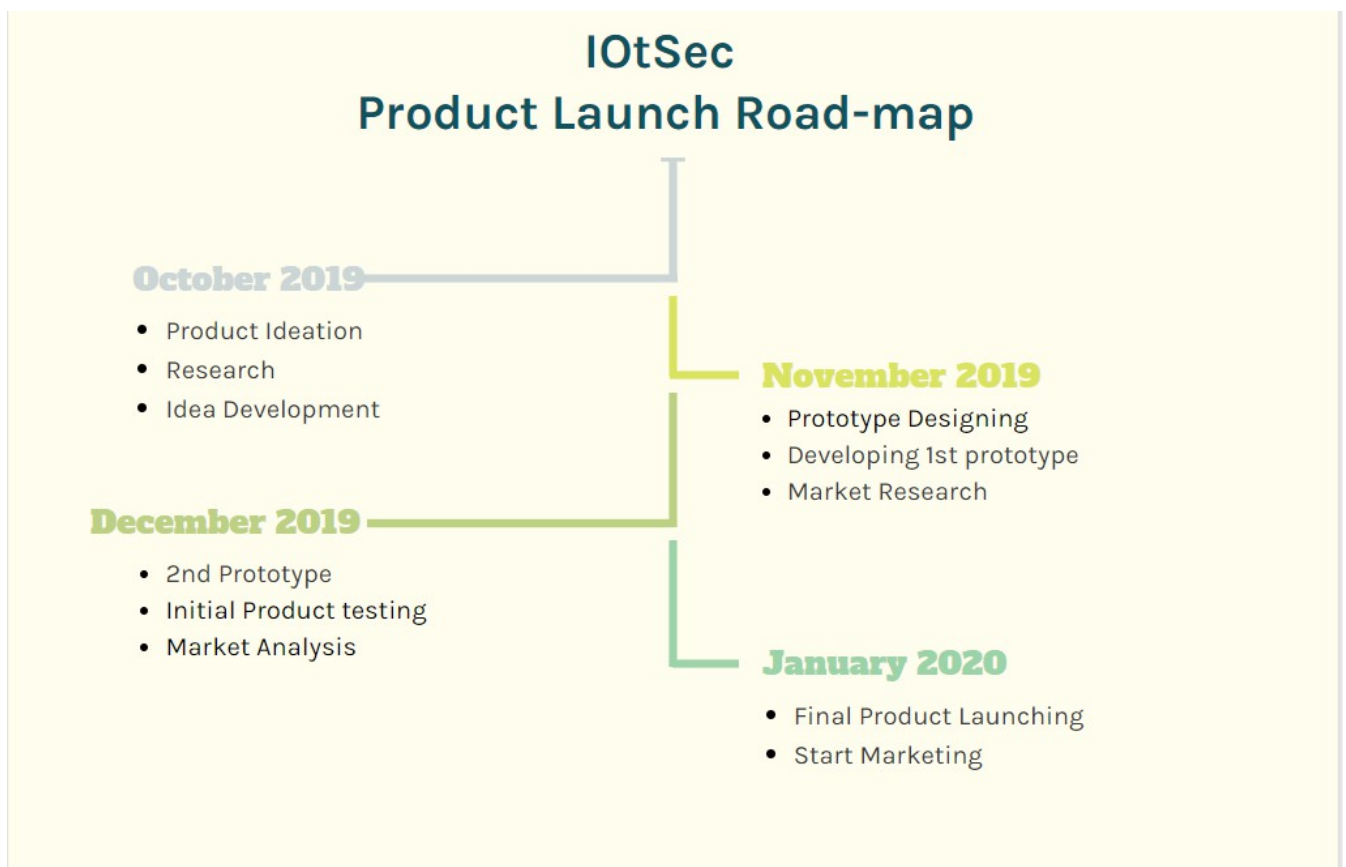 IOtSec
Product Launch Road-map
October 2019
• Product Ideation
• Research
• Idea Development
November 2019
• Prototype Designing
• Developing 1st prototype
• Market Research
December 2019
• 2nd Prototype
• Initial Product testing
• Market Analysis
January 2020
• Final Product Launching
• Start Marketing